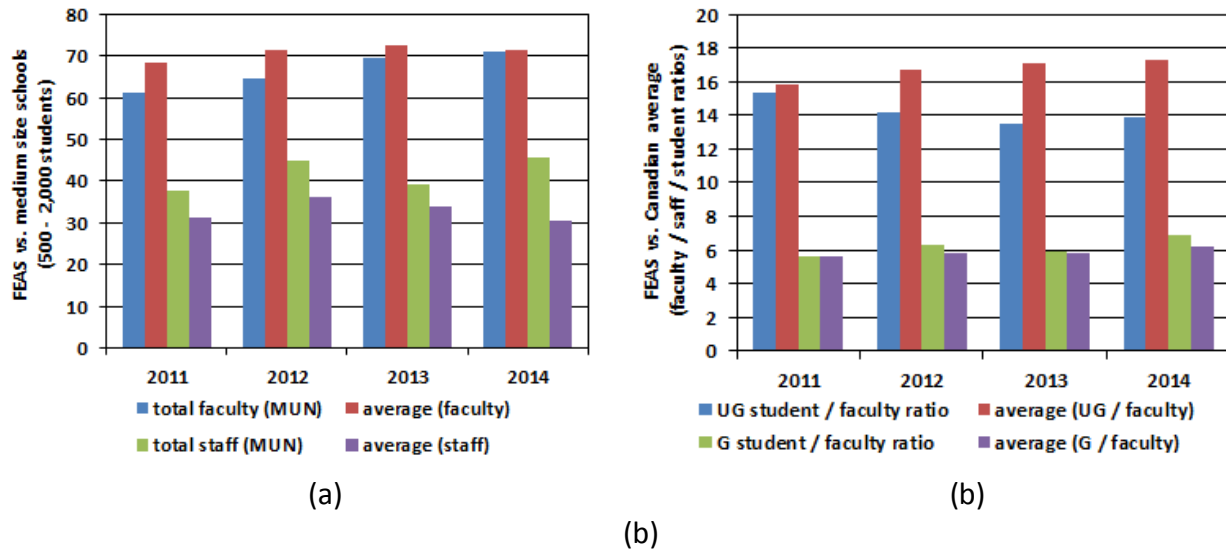 FEAS vs. medium size schools
(500 - 2,000 students)
80
70
60
50
40
30
20
10
0
2011 2012 2013 2014
total faculty (MUN) average (faculty)
total staff (MUN) average (staff)
(a)
FEAS vs. Canadian average
(faculty / saff / student ratios)
20
18
16
14
12
10
8
6
4
2
0
2011 2012 2013 2014
UG student / faculty ratio average (UG / faculty)
G student / faculty ratio average (G / faculty)
(b)
(b)